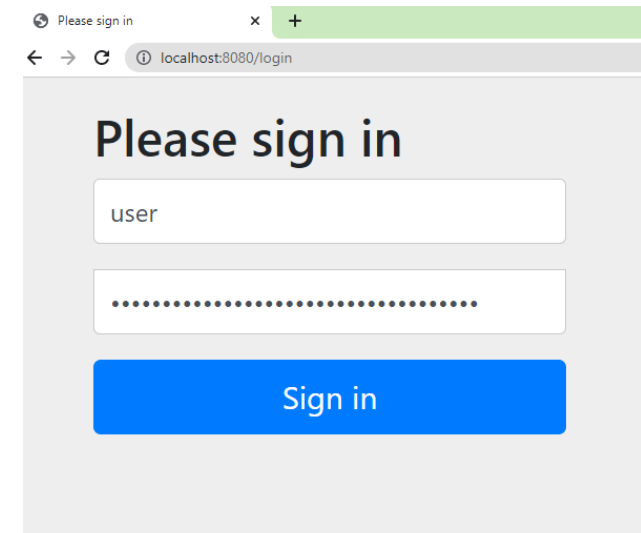 Please sign in
localhost:8080/login
Please sign in
user
••••••••••••••••••••••••••••••••••••
Sign in